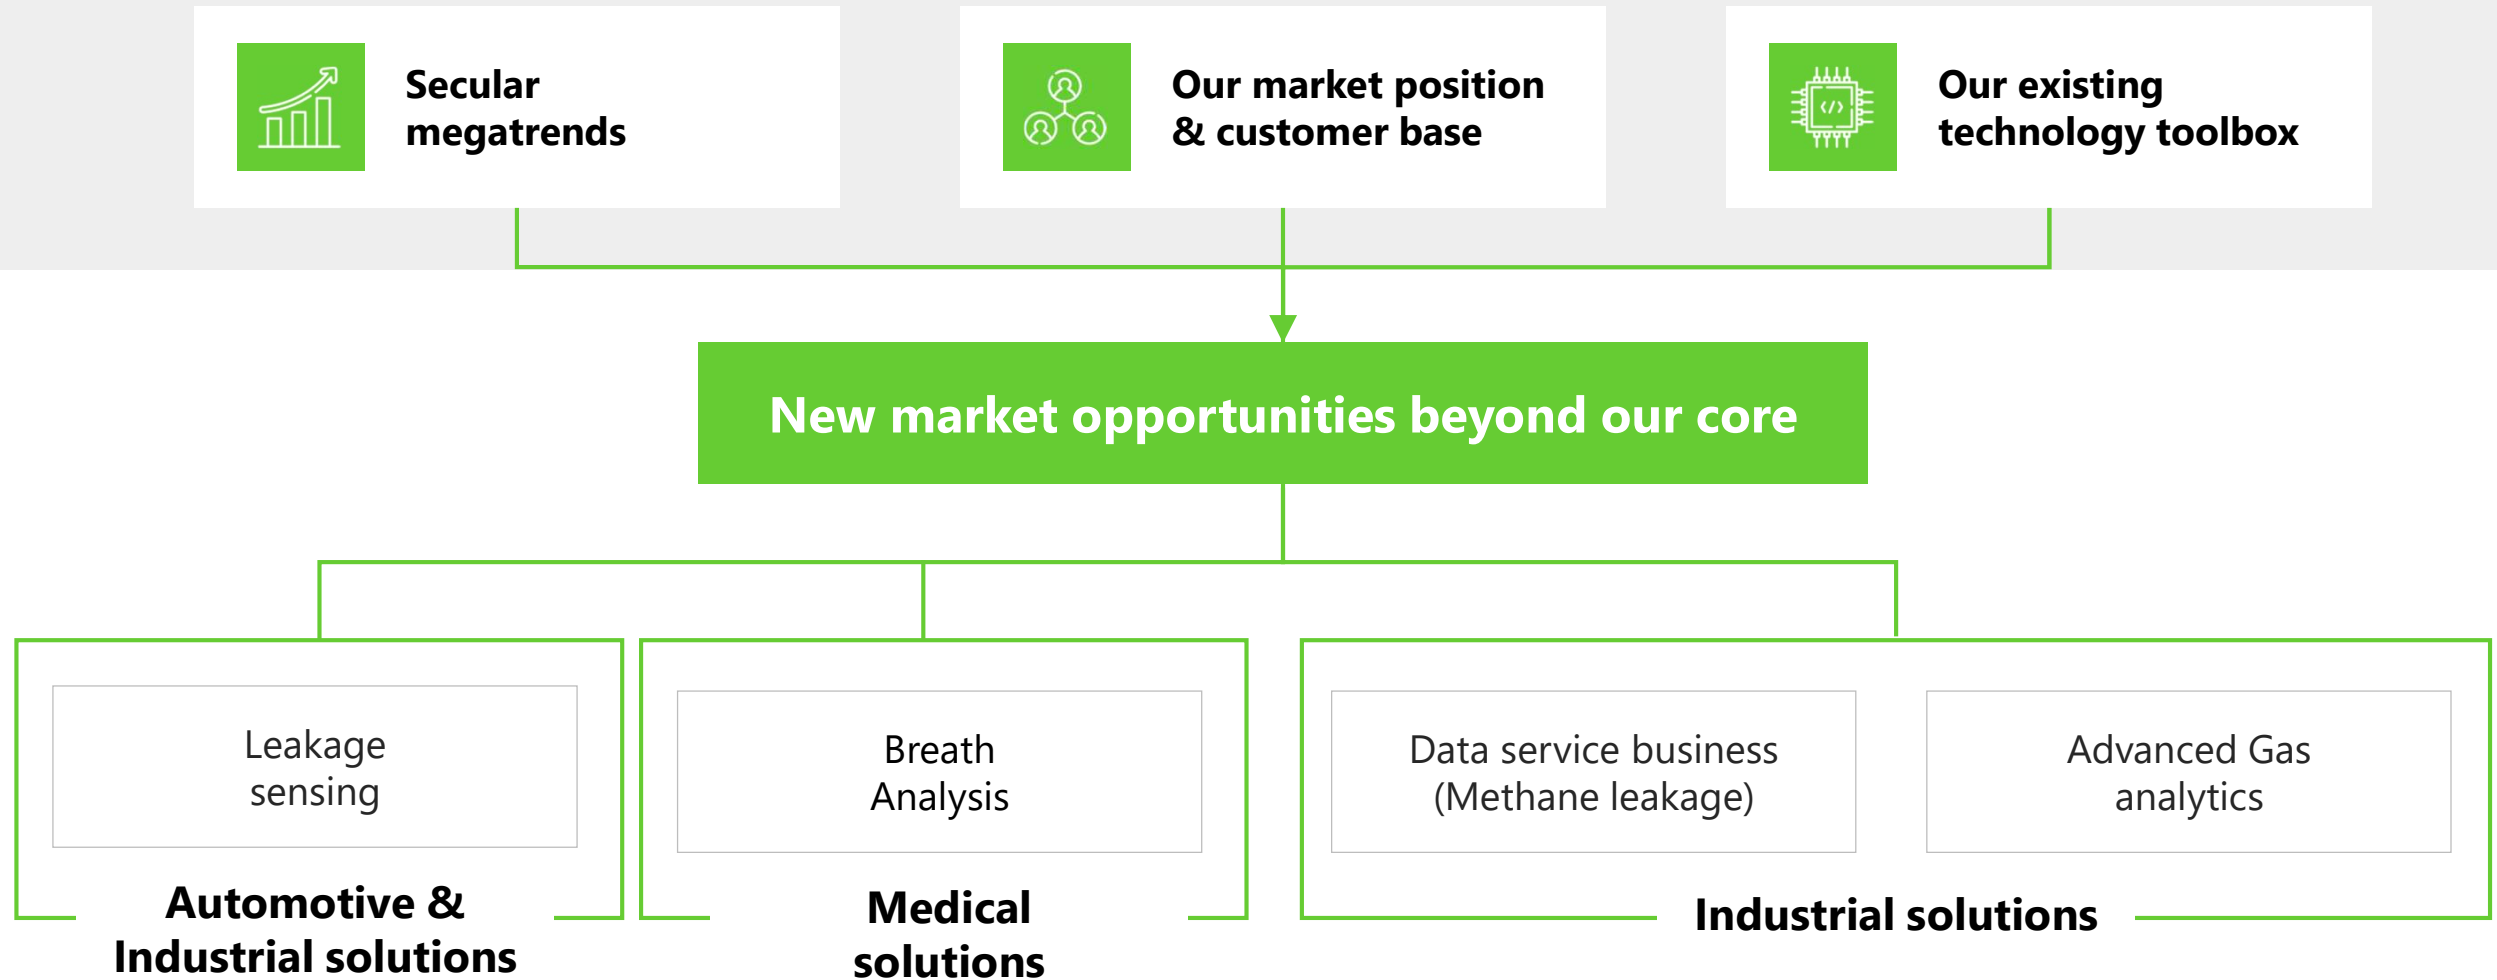 Secular
megatrends
Our market position
& customer base
Our existing
technology toolbox
New market opportunities beyond our core
Leakage
sensing
Automotive &
Industrial solutions
Breath
Analysis
Medical
solutions
Data service business
(Methane leakage)
Advanced Gas
analytics
Industrial solutions